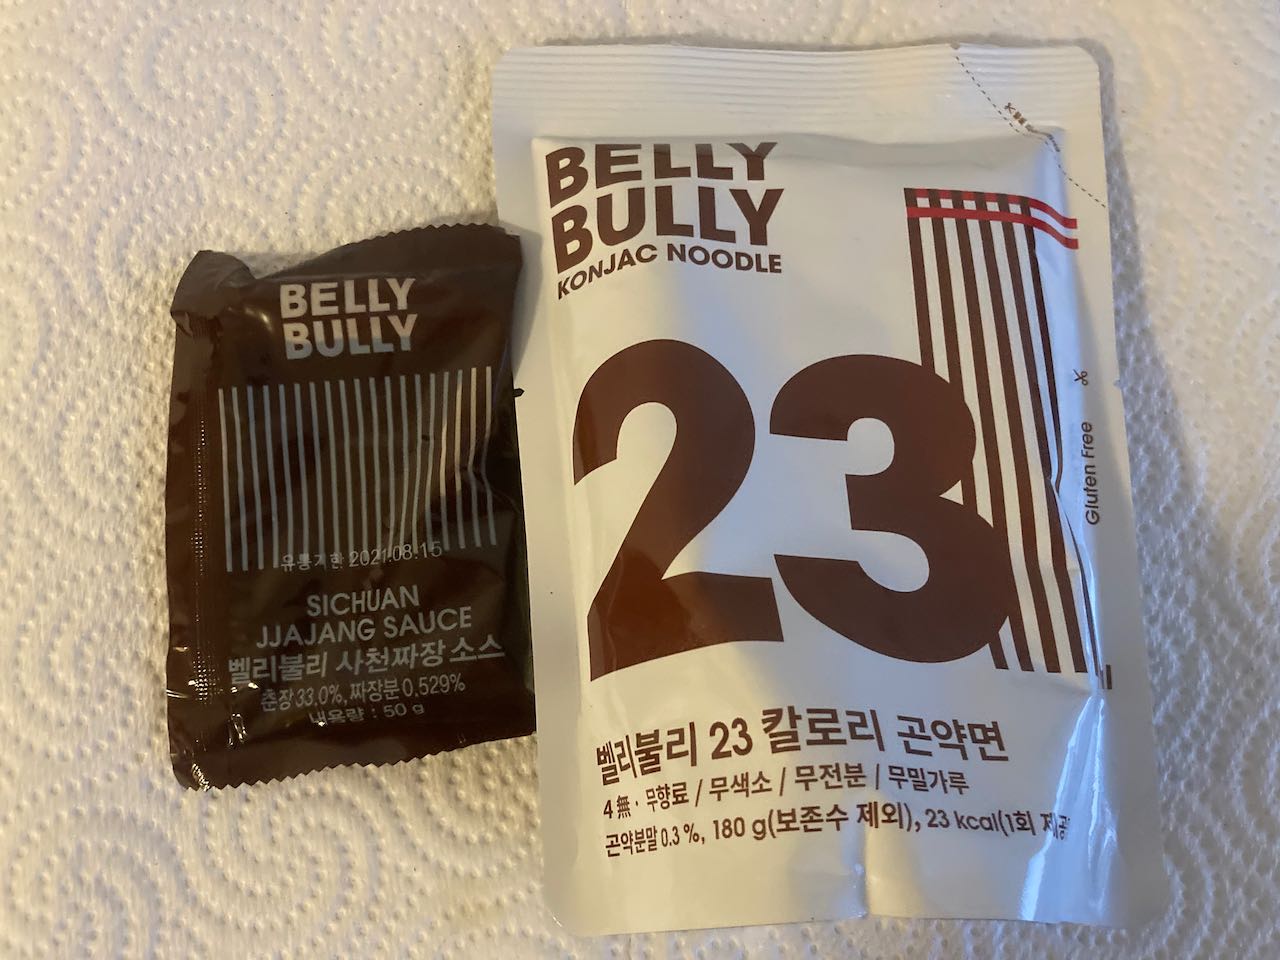 BELLY
BULLY
유통기한 2021.08.15
SICHUAN
JJAJANG SAUCE
벨리불리 사천짜장 소스
춘장 33.0%, 짜장분 0.529%
내용량 : 50 g
BELLY
BULLY
KONJAC NOODLE
23
Gluten Free
벨리불리 23 칼로리 곤약면
4無 · 무향료 / 무색소 / 무전분 / 무밀가루
곤약분말 0.3 %, 180 g(보존수 제외), 23 kcal(1회